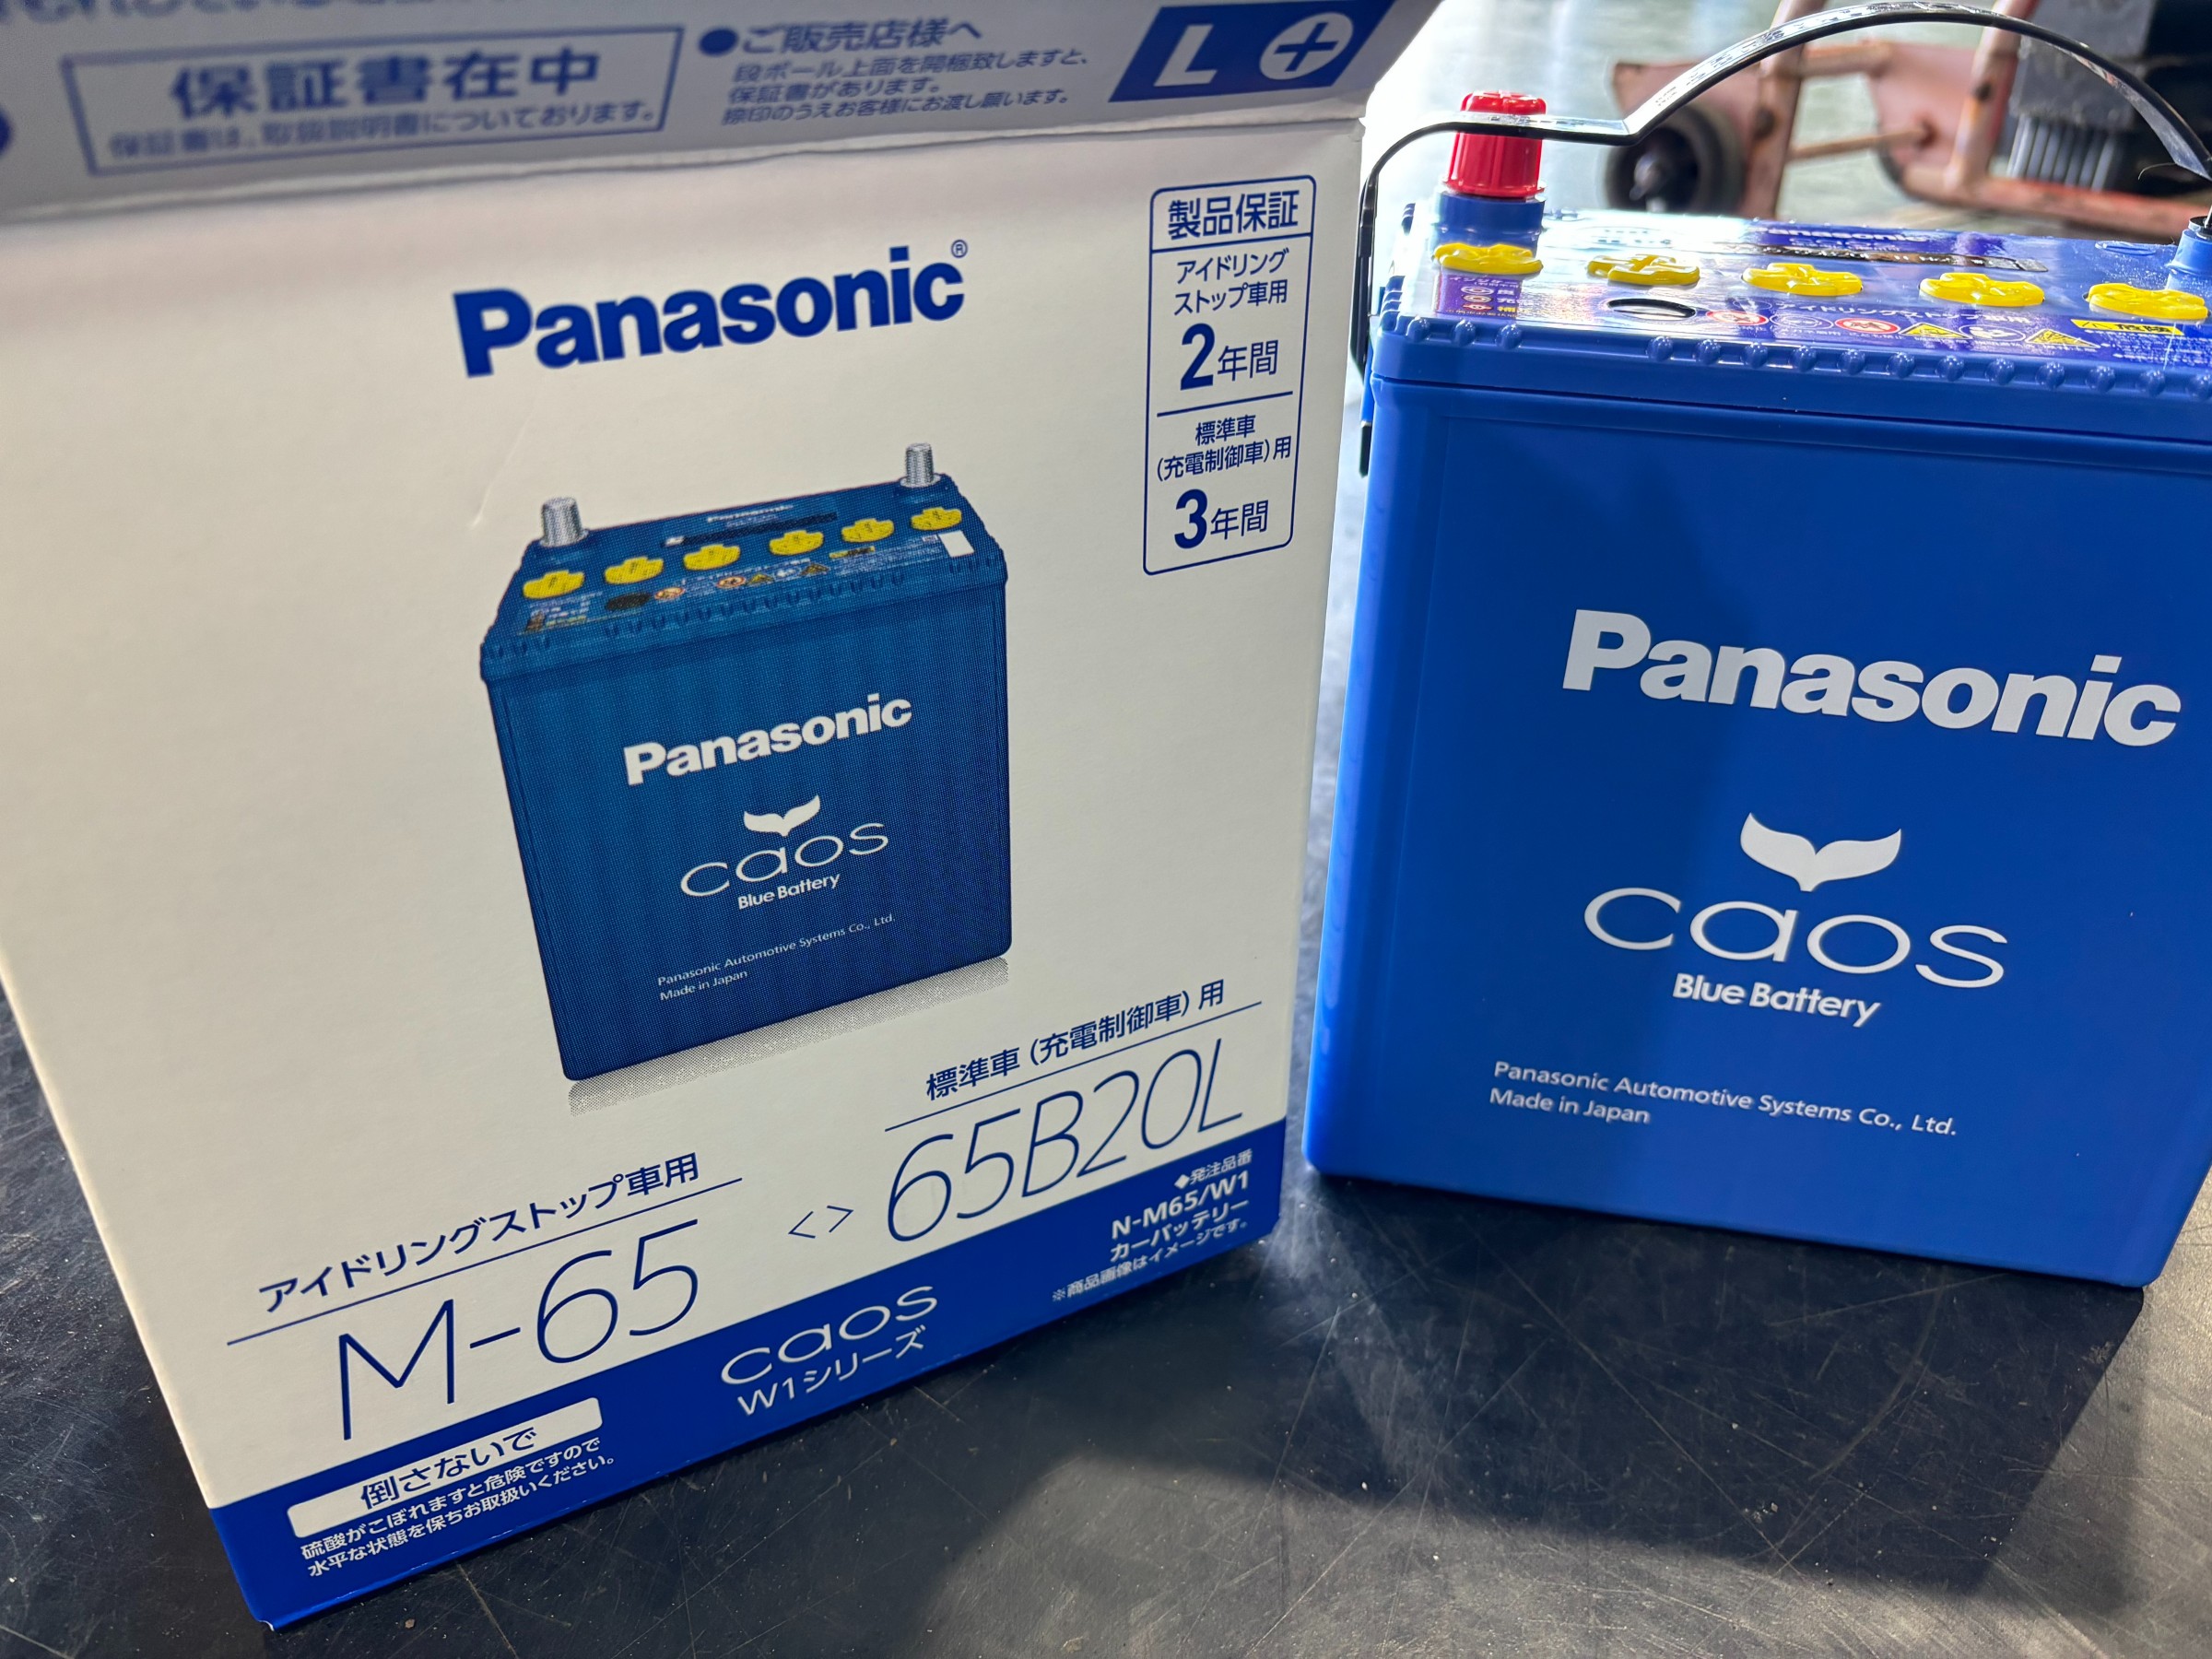 保証書在中
保証書は、取扱説明書についております。
●ご販売店様へ
段ボール上面を開梱致しますと、
保証書があります。
捺印のうえお客様にお渡し願います。
L ＋
Panasonic®
製品保証
アイドリング
ストップ車用
2年間
標準車
(充電制御車)用
3年間
Panasonic
Panasonic
caos
Blue Battery
Panasonic Automotive Systems Co., Ltd.
Made in Japan
アイドリングストップ車用
M-65
<>
標準車(充電制御車)用
65B20L
◆発注品番
N-M65/W1
カーバッテリー
※商品画像はイメージです。
caos
W1シリーズ
倒さないで
硫酸がこぼれますと危険ですので
水平な状態を保ちお取扱いください。
Panasonic
Panasonic
caos
Blue Battery
Panasonic Automotive Systems Co., Ltd.
Made in Japan